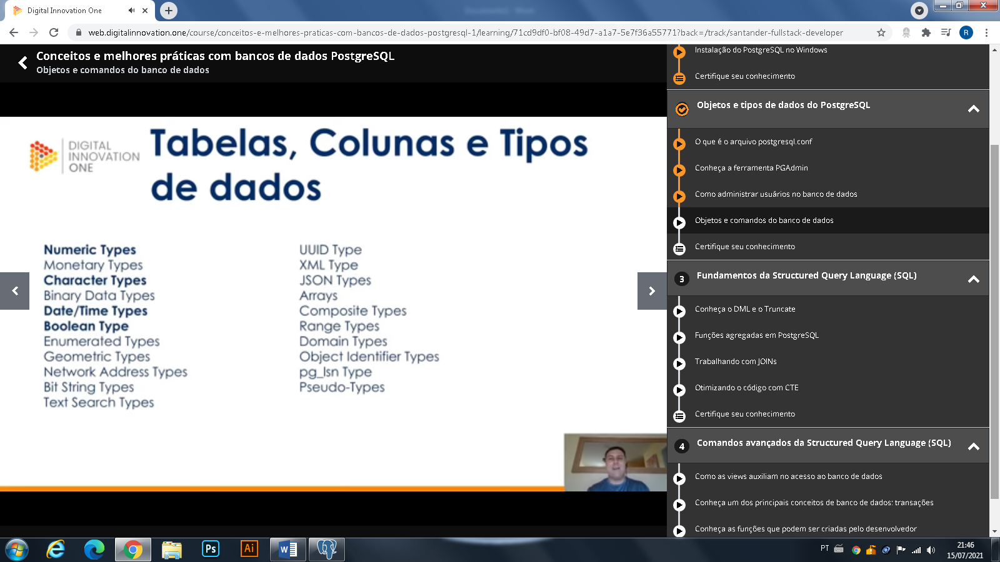 Digital Innovation One
web.digitalinnovation.one/course/conceitos-e-melhores-praticas-com-bancos-de-dados-postgresql-1/learning/71cd9df0-bf08-49d7-a1a7-5e7f36a55771?back=/track/santander-fullstack-developer
R
Conceitos e melhores práticas com bancos de dados PostgreSQL
Objetos e comandos do banco de dados
DIGITAL
INNOVATION
ONE
Tabelas, Colunas e Tipos
de dados
Numeric Types
Monetary Types
Character Types
Binary Data Types
Date/Time Types
Boolean Type
Enumerated Types
Geometric Types
Network Address Types
Bit String Types
Text Search Types
UUID Type
XML Type
JSON Types
Arrays
Composite Types
Range Types
Domain Types
Object Identifier Types
pg_lsn Type
Pseudo-Types
Instalação do PostgreSQL no Windows
Certifique seu conhecimento
Objetos e tipos de dados do PostgreSQL
O que é o arquivo postgresql.conf
Conheça a ferramenta PGAdmin
Como administrar usuários no banco de dados
Objetos e comandos do banco de dados
Certifique seu conhecimento
3 Fundamentos da Structured Query Language (SQL)
Conheça o DML e o Truncate
Funções agregadas em PostgreSQL
Trabalhando com JOINs
Otimizando o código com CTE
Certifique seu conhecimento
4 Comandos avançados da Structured Query Language (SQL)
Como as views auxiliam no acesso ao banco de dados
Conheça um dos principais conceitos de banco de dados: transações
Conheça as funções que podem ser criadas pelo desenvolvedor
Ps
Ai
W
PT
21:46
15/07/2021